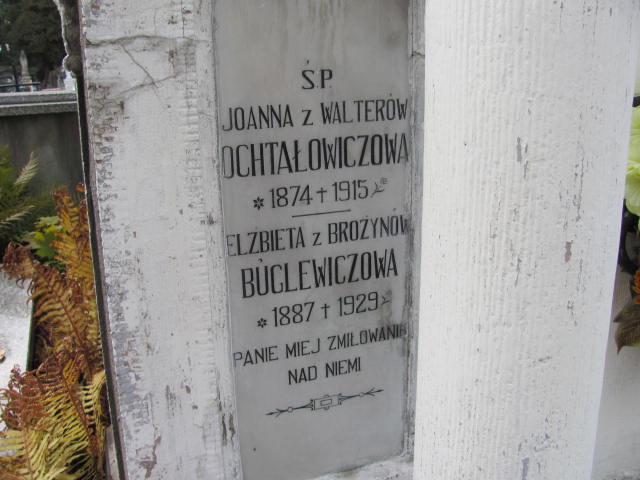 Ś.P.
JOANNA z WALTERÓW
OCHTAŁOWICZOWA
* 1874 † 1915
ELŻBIETA z BROŻYNÓW
BUCLEWICZOWA
* 1887 † 1929
PANIE MIEJ ZMIŁOWANIE
NAD NIEMI